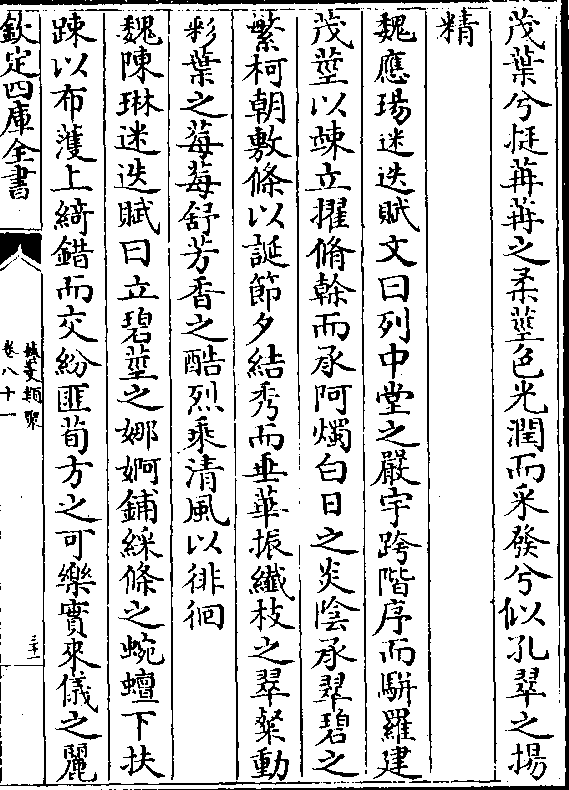 茂葉兮挺苒苒之柔莖色光潤而采發兮似孔翠之揚
精
魏應瑒迷迭賦文曰列中堂之嚴宇跨階序而騈羅建
茂莖以竦立擢脩幹而承阿燭白日之炎陰承翠碧之
繁柯朝敷條以誕節夕結秀而垂華振纖枝之翠粲動
彩葉之莓莓舒芳香之酷烈乗清風以徘徊
魏陳琳迷迭賦曰立碧莖之娜婀鋪綵條之蜿蟺下扶
踈以布濩上綺錯而交紛匪荀方之可樂實來儀之麗
欽定四庫全書
藝文類聚
卷八十一
三十一